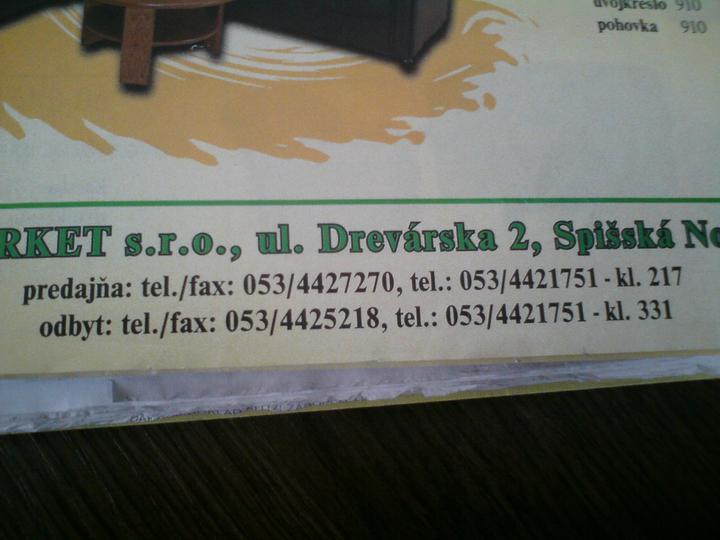 dvojkreslo 910
pohovka 910
RKET s.r.o., ul. Drevárska 2, Spišská No
predajňa: tel./fax: 053/4427270, tel.: 053/4421751 - kl. 217
odbyt: tel./fax: 053/4425218, tel.: 053/4421751 - kl. 331